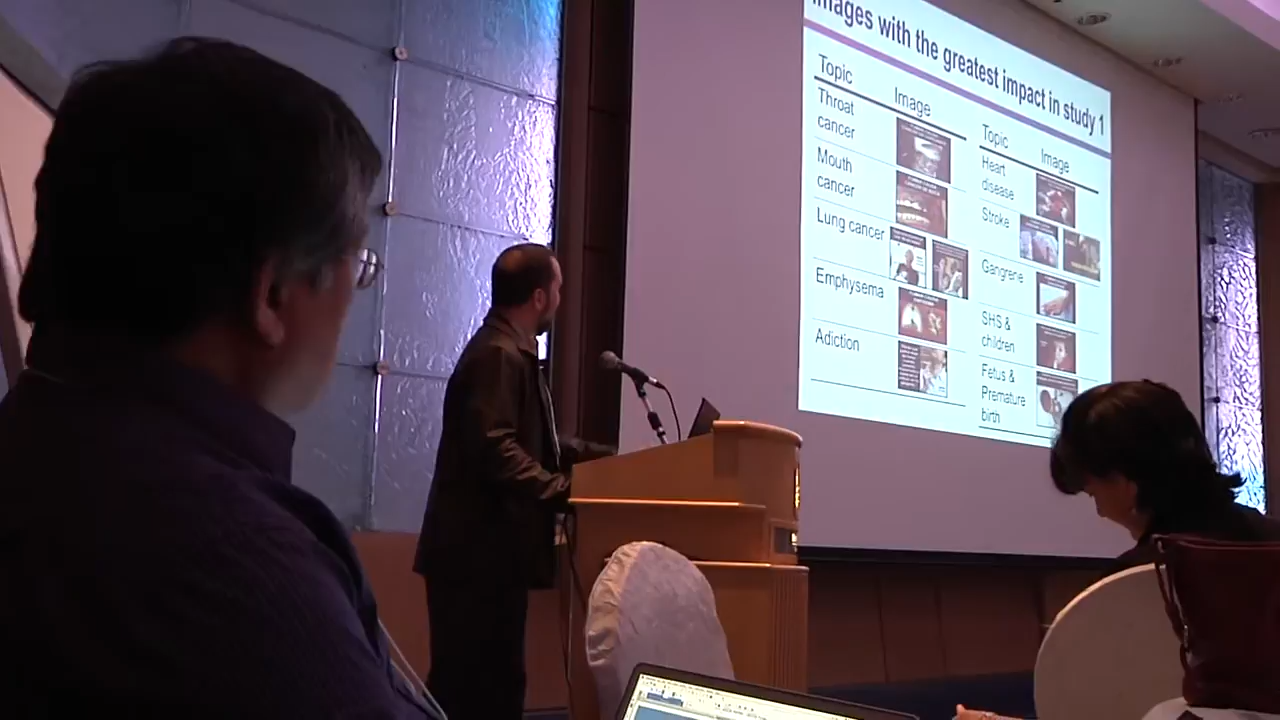 Images with the greatest impact in study 1
Topic
Image
Throat
cancer
Mouth
cancer
Lung cancer
Emphysema
Adiction
Topic
Image
Heart
disease
Stroke
Gangrene
SHS &
children
Fetus &
Premature
birth